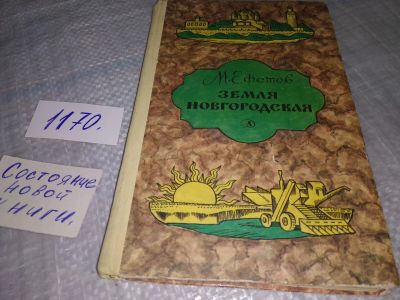 М. Ефетов
ЗЕМЛЯ
НОВГОРОДСКАЯ
1170.
Состояние
новой
книги.